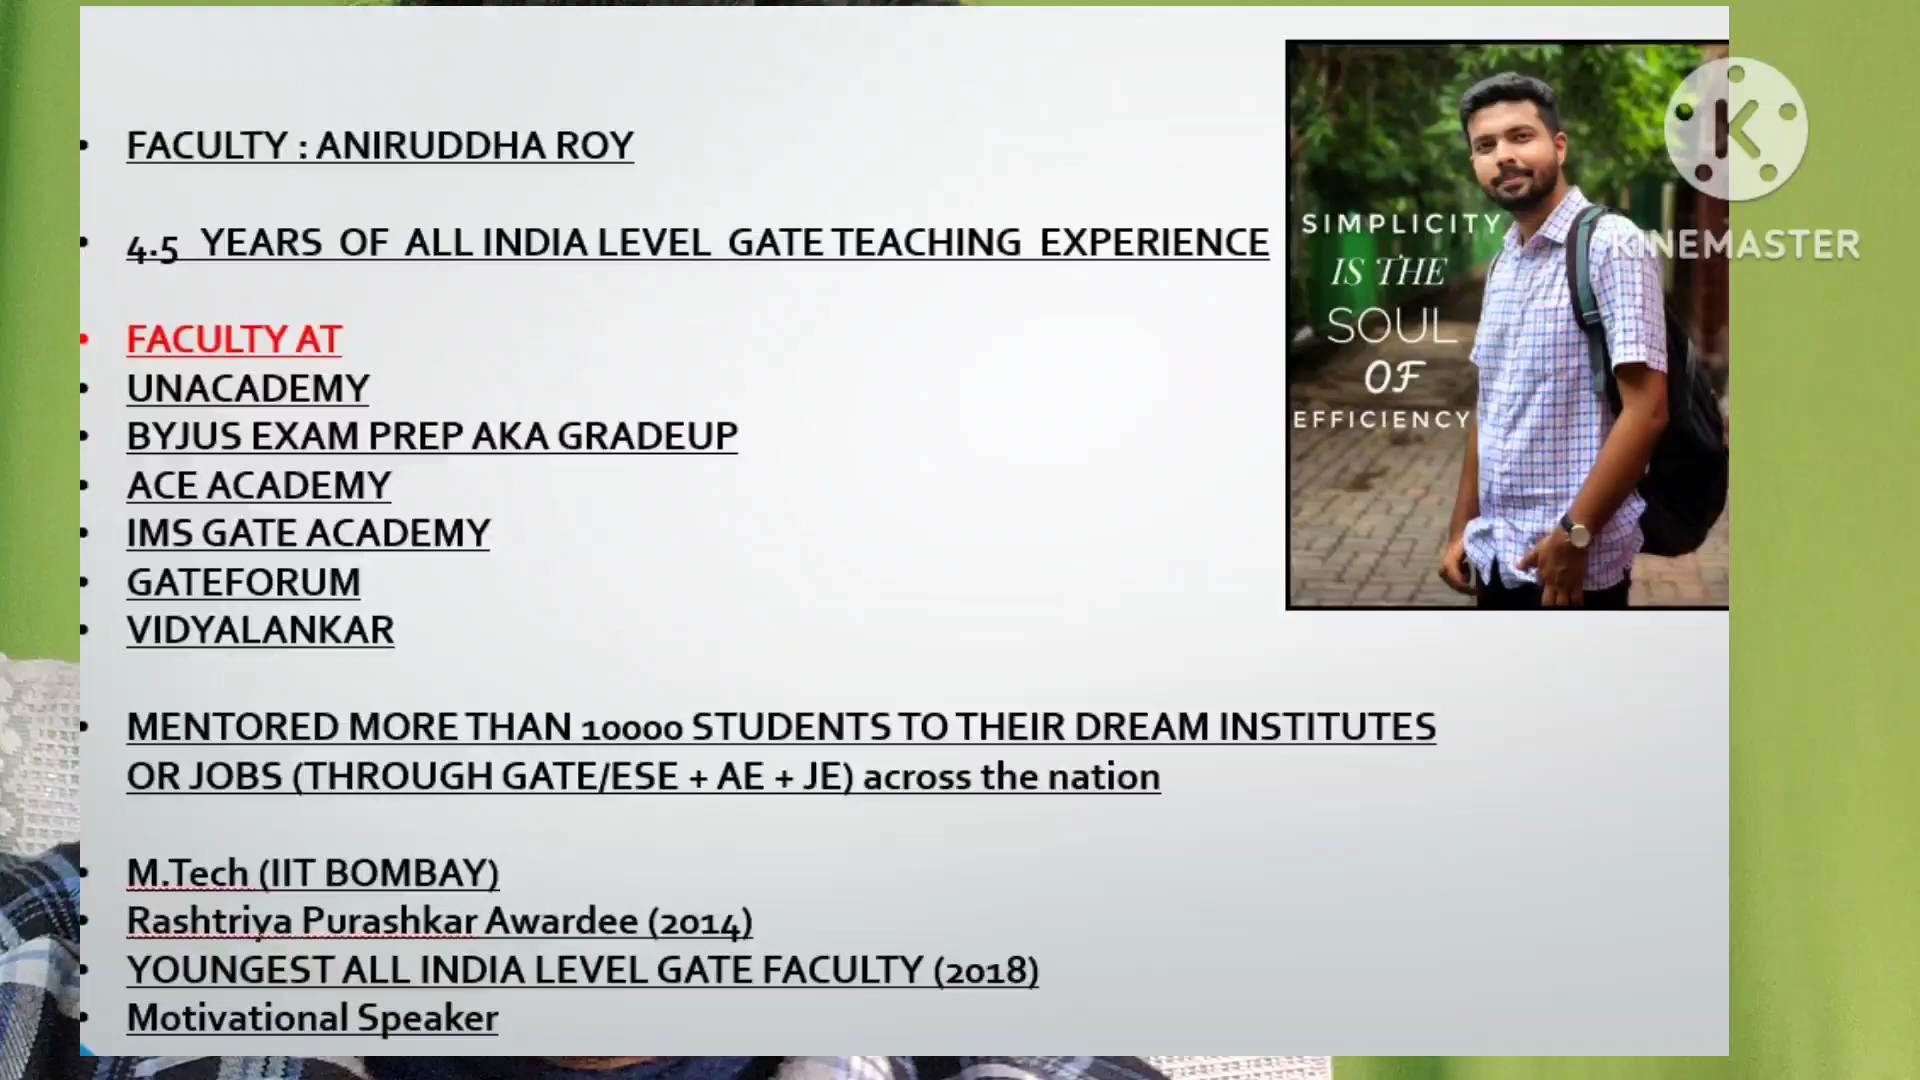 FACULTY : ANIRUDDHA ROY
4.5 YEARS OF ALL INDIA LEVEL GATE TEACHING EXPERIENCE
FACULTY AT
UNACADEMY
BYJUS EXAM PREP AKA GRADEUP
ACE ACADEMY
IMS GATE ACADEMY
GATEFORUM
VIDYALANKAR
MENTORED MORE THAN 10000 STUDENTS TO THEIR DREAM INSTITUTES
OR JOBS (THROUGH GATE/ESE + AE + JE) across the nation
M.Tech (IIT BOMBAY)
Rashtriya Purashkar Awardee (2014)
YOUNGEST ALL INDIA LEVEL GATE FACULTY (2018)
Motivational Speaker
SIMPLICITY
IS THE
SOUL
OF
EFFICIENCY
K
KINEMASTER